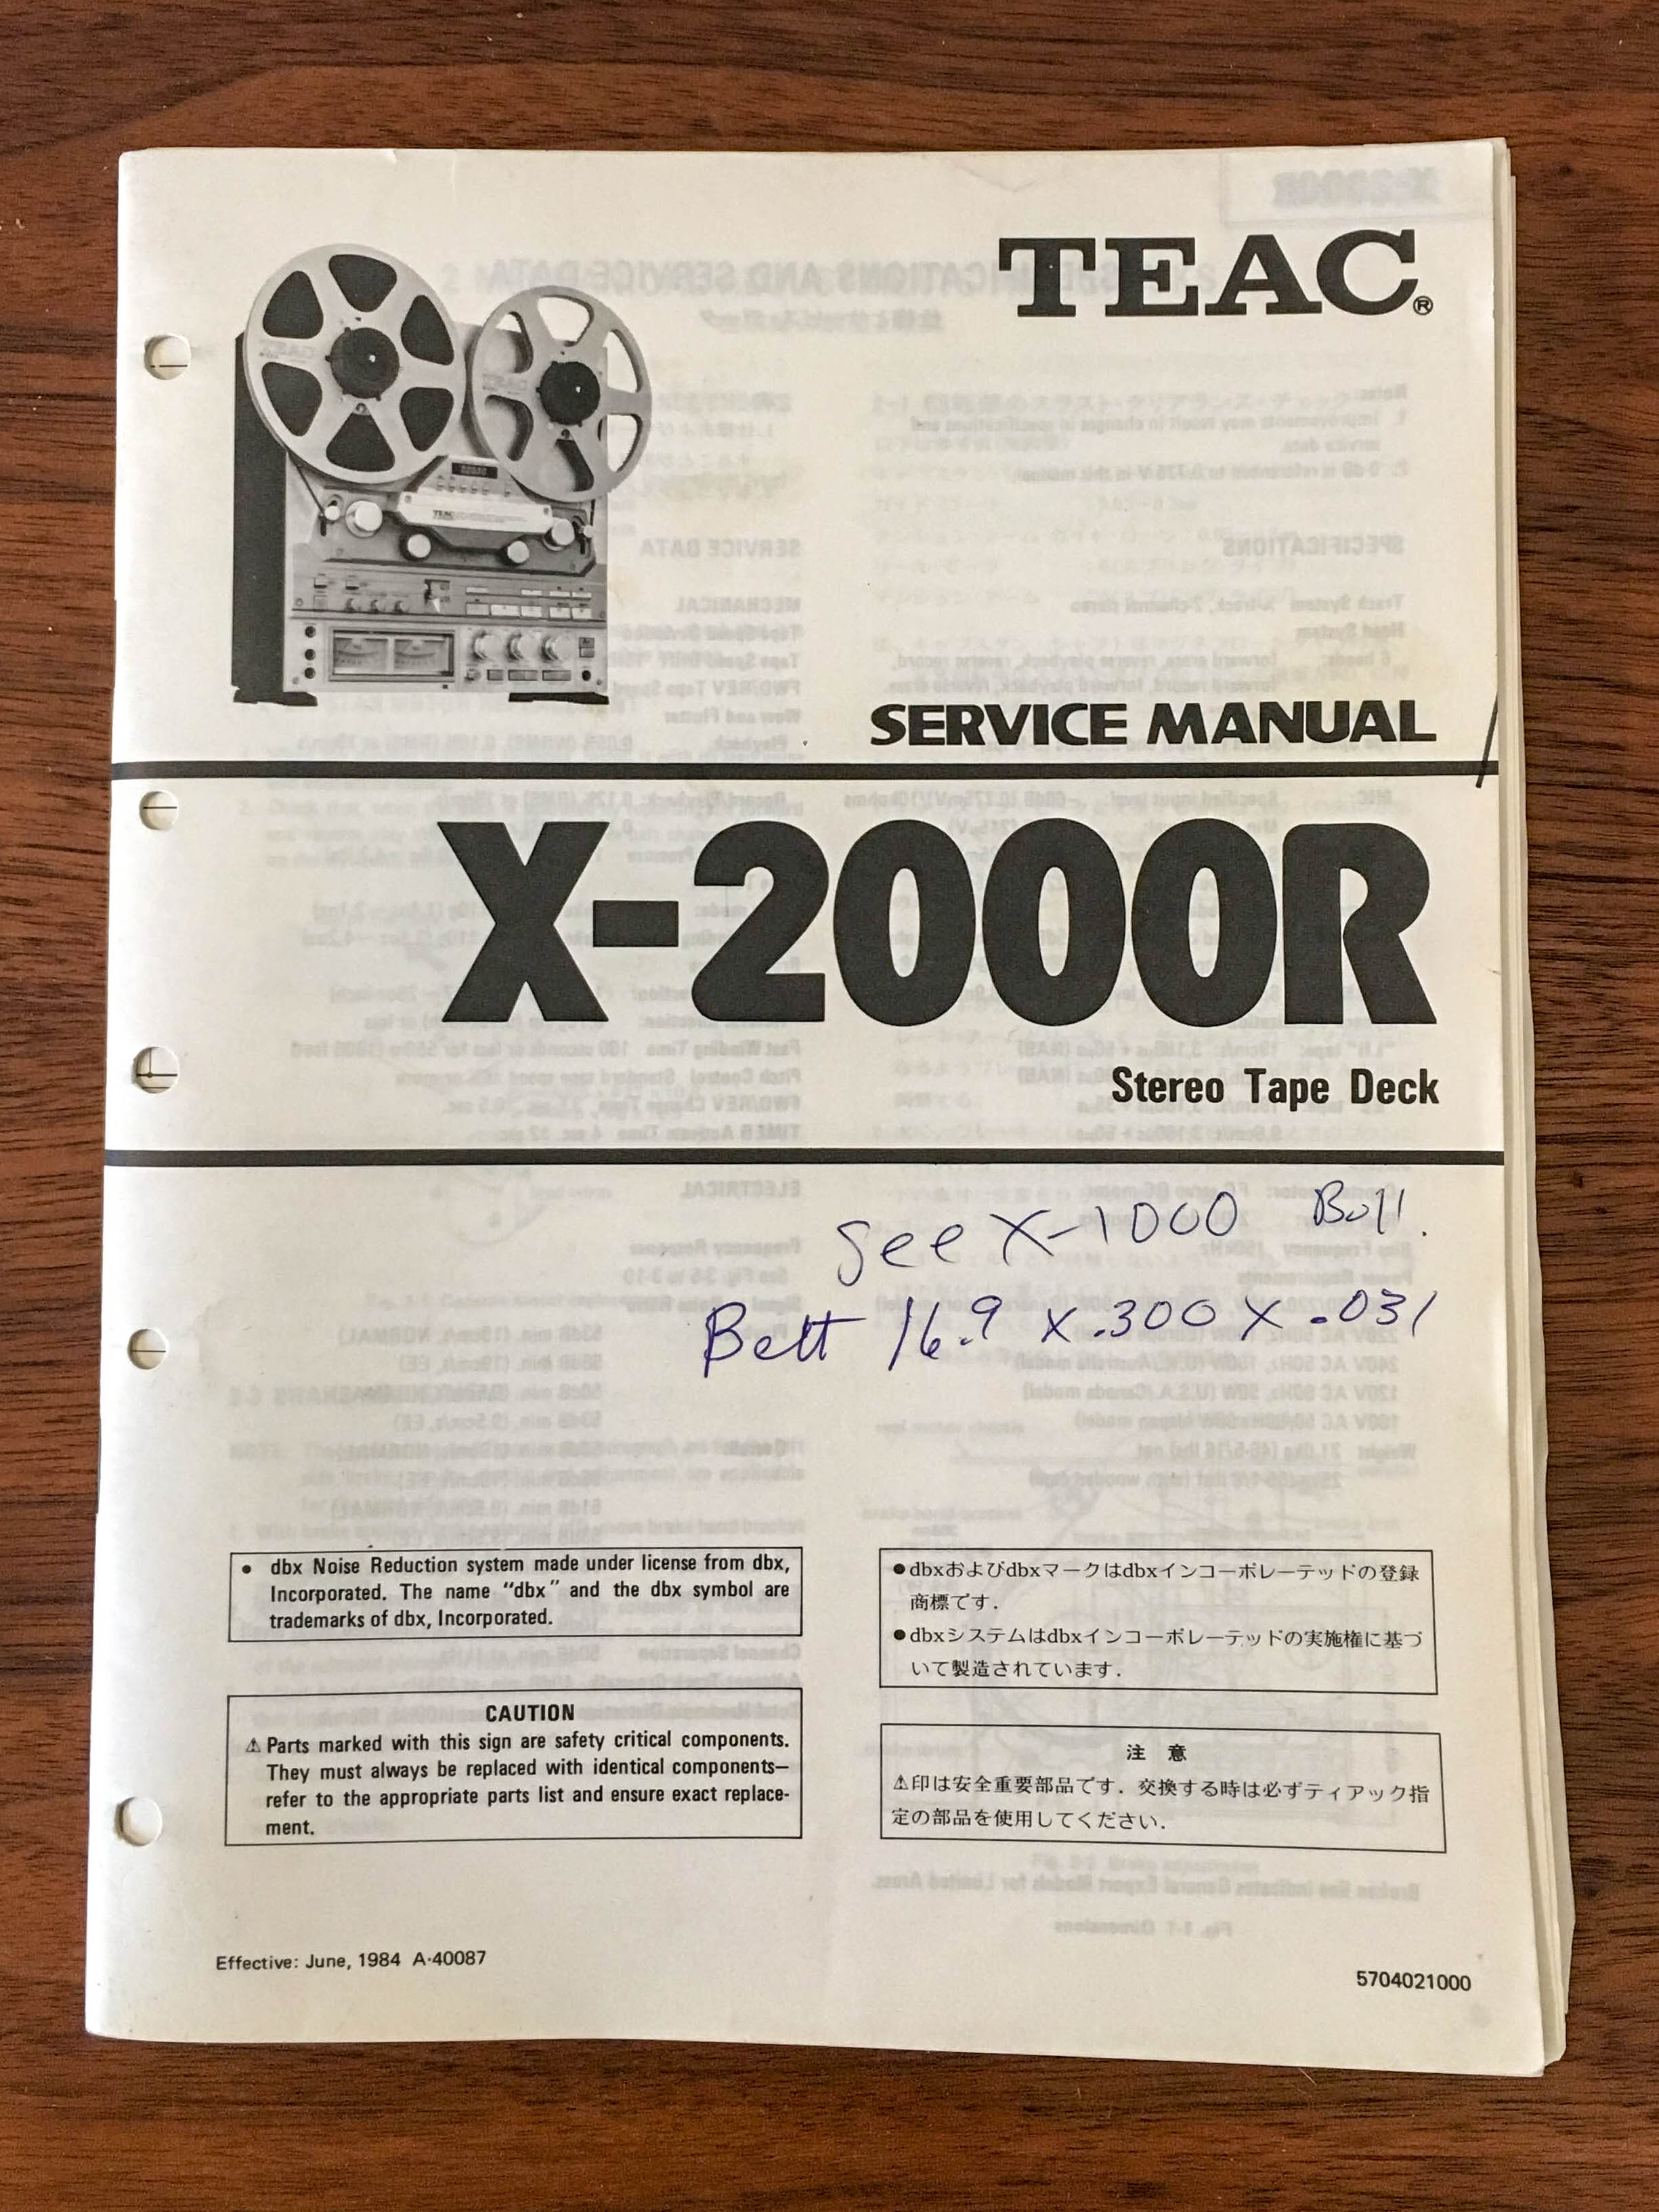 TEAC®
SERVICE MANUAL
X-2000R
Stereo Tape Deck
See X-1000 Bull.
Belt 16.9 x .300 x .031
• dbx Noise Reduction system made under license from dbx,
Incorporated. The name "dbx" and the dbx symbol are
trademarks of dbx, Incorporated.
CAUTION
⚠ Parts marked with this sign are safety critical components.
They must always be replaced with identical components—
refer to the appropriate parts list and ensure exact replace-
ment.
●dbxおよびdbxマークはdbxインコーポレーテッドの登録
商標です.
●dbxシステムはdbxインコーポレーテッドの実施権に基づ
いて製造されています.
注 意
⚠印は安全重要部品です. 交換する時は必ずティアック指
定の部品を使用してください.
Effective: June, 1984 A-40087
5704021000